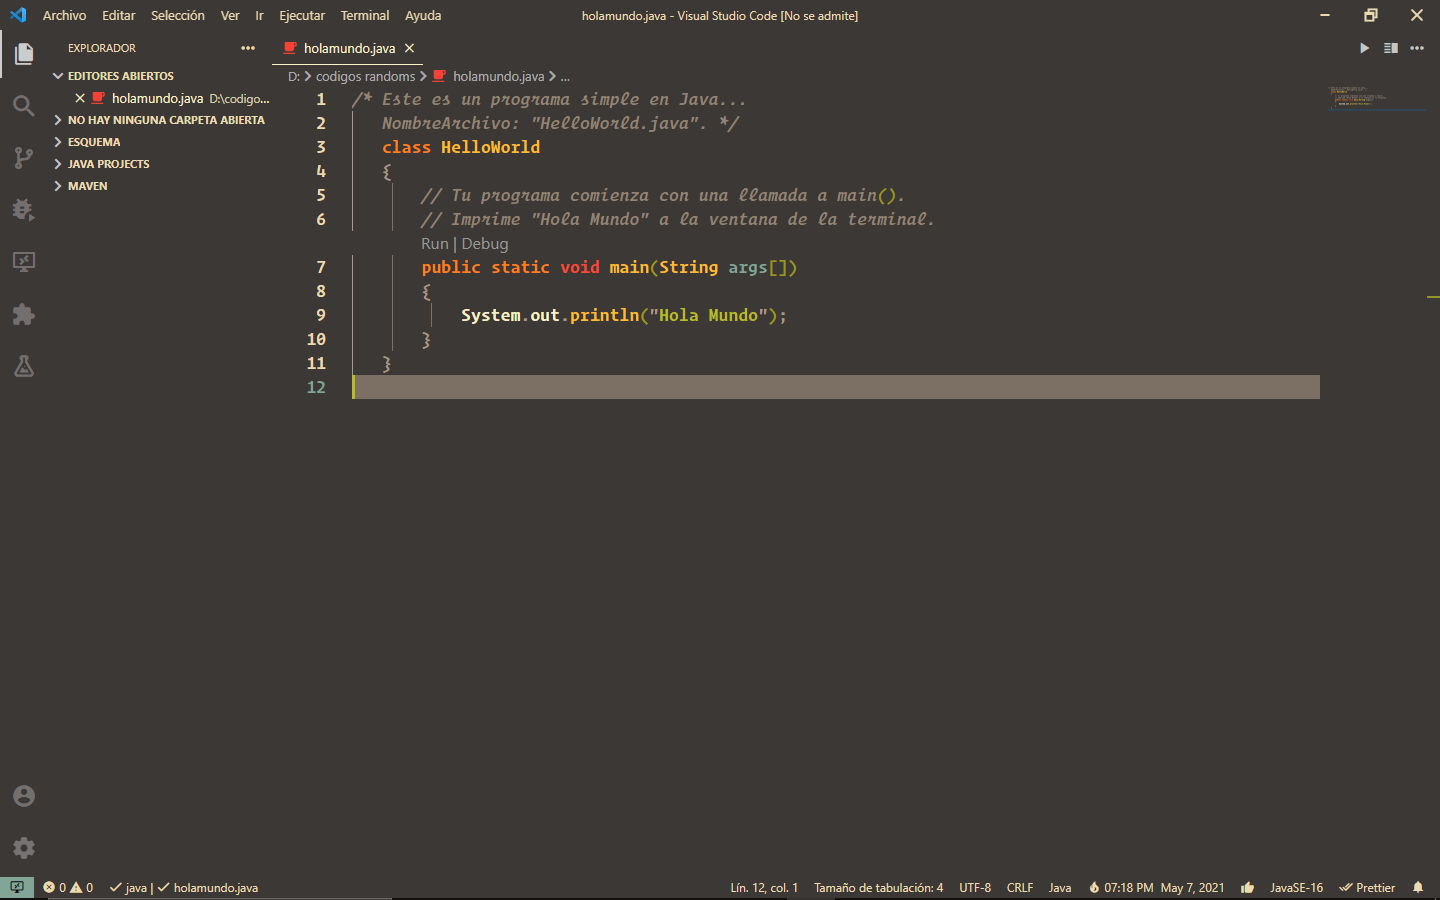 Archivo Editar Selección Ver Ir Ejecutar Terminal Ayuda holamundo.java - Visual Studio Code [No se admite]
EXPLORADOR
EDITORES ABIERTOS
holamundo.java D:\codigo...
NO HAY NINGUNA CARPETA ABIERTA
ESQUEMA
JAVA PROJECTS
MAVEN
holamundo.java
D: > codigos randoms > holamundo.java > ...
1 /* Este es un programa simple en Java...
2 NombreArchivo: "HelloWorld.java". */
3 class HelloWorld
4 {
5 // Tu programa comienza con una llamada a main().
6 // Imprime "Hola Mundo" a la ventana de la terminal.
Run | Debug
7 public static void main(String args[])
8 {
9 System.out.println("Hola Mundo");
10 }
11 }
12
0 0 java | holamundo.java Lín. 12, col. 1 Tamaño de tabulación: 4 UTF-8 CRLF Java 07:18 PM May 7, 2021 JavaSE-16 Prettier